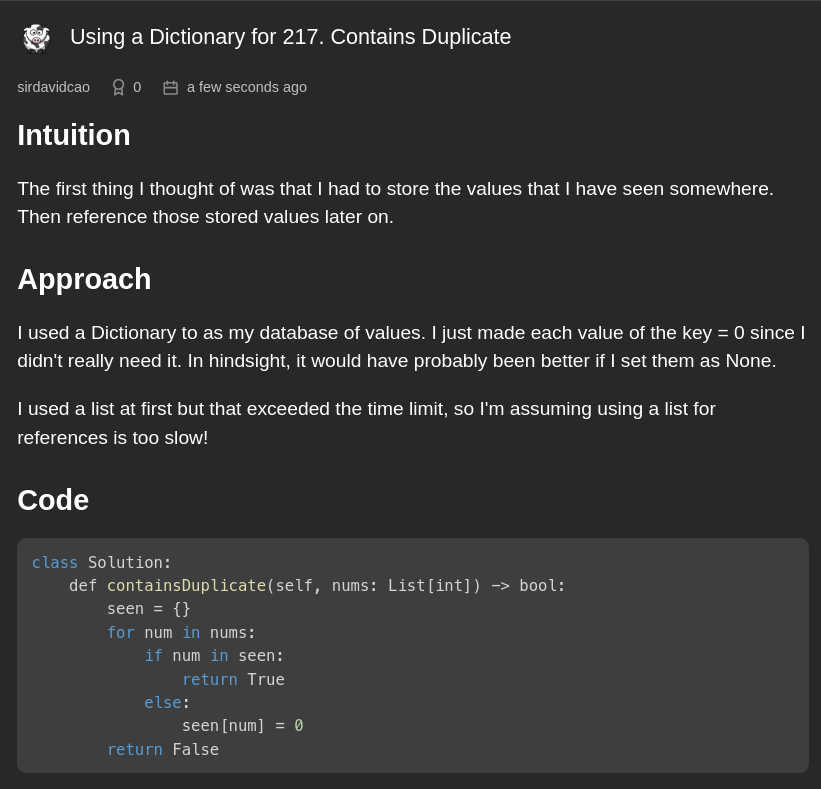 Using a Dictionary for 217. Contains Duplicate
sirdavidcao 0 a few seconds ago
Intuition
The first thing I thought of was that I had to store the values that I have seen somewhere.
Then reference those stored values later on.
Approach
I used a Dictionary to as my database of values. I just made each value of the key = 0 since I
didn't really need it. In hindsight, it would have probably been better if I set them as None.
I used a list at first but that exceeded the time limit, so I'm assuming using a list for
references is too slow!
Code
class Solution:
    def containsDuplicate(self, nums: List[int]) -> bool:
        seen = {}
        for num in nums:
            if num in seen:
                return True
            else:
                seen[num] = 0
        return False